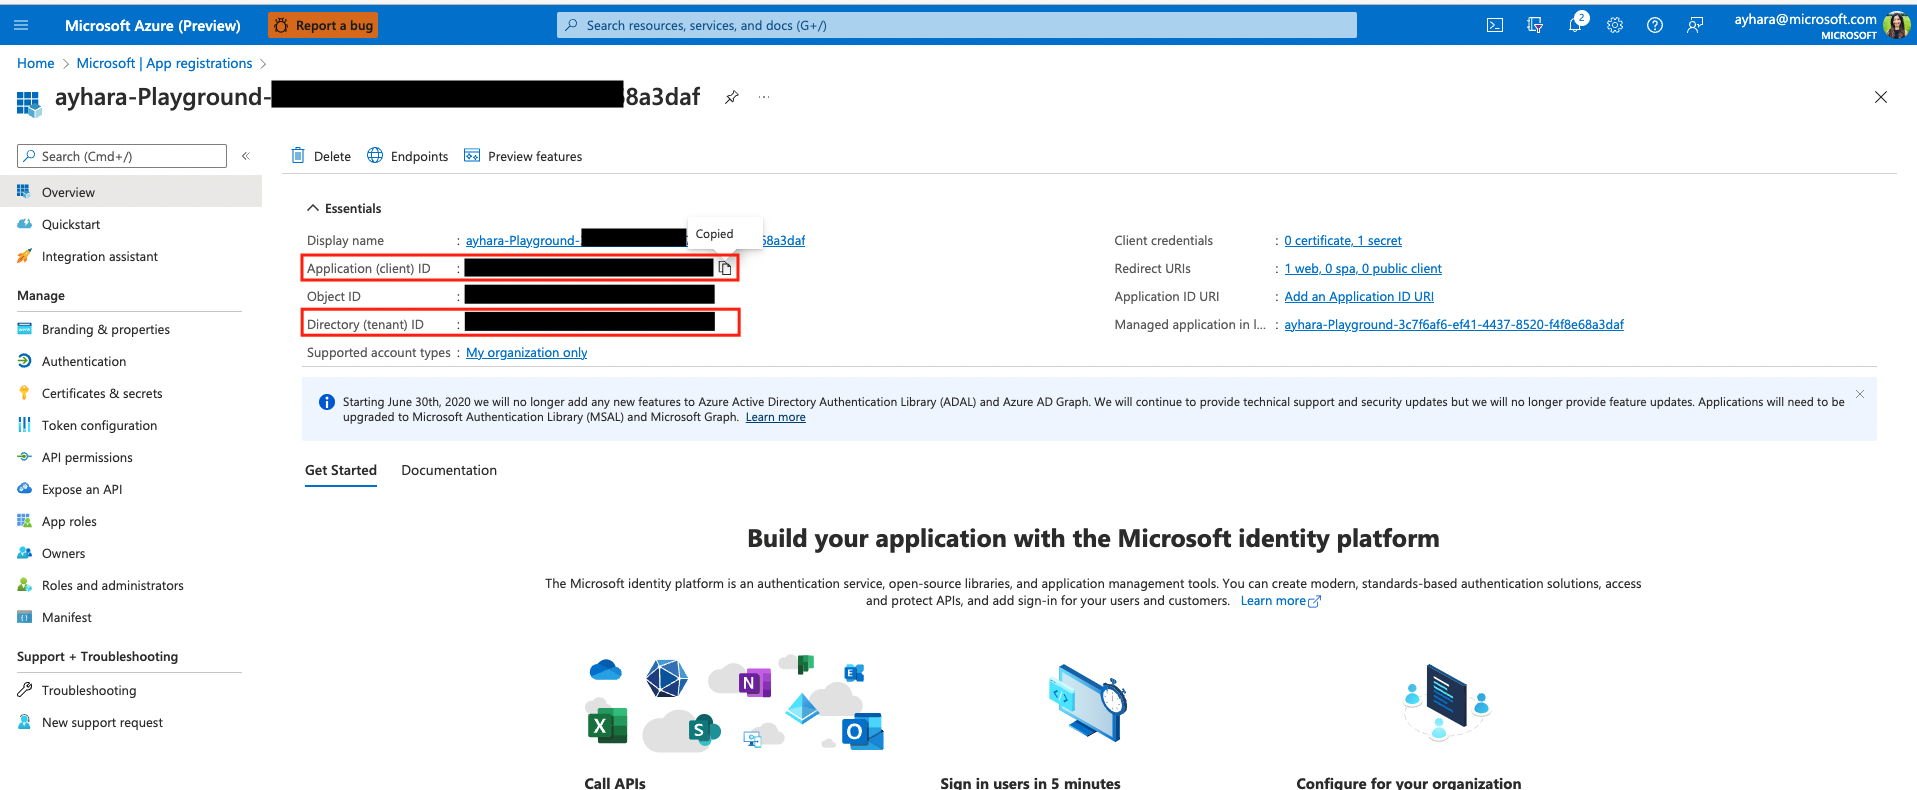 Microsoft Azure (Preview)
Report a bug
Search resources, services, and docs (G+/)
2
ayhara@microsoft.com
MICROSOFT
Home > Microsoft | App registrations >
ayhara-Playground- 8a3daf
Search (Cmd+/)
Delete
Endpoints
Preview features
Overview
Quickstart
Integration assistant
Manage
Branding & properties
Authentication
Certificates & secrets
Token configuration
API permissions
Expose an API
App roles
Owners
Roles and administrators
Manifest
Support + Troubleshooting
Troubleshooting
New support request
Essentials
Copied
Display name : ayhara-Playground- 68a3daf
Application (client) ID :
Object ID :
Directory (tenant) ID :
Supported account types : My organization only
Client credentials : 0 certificate, 1 secret
Redirect URIs : 1 web, 0 spa, 0 public client
Application ID URI : Add an Application ID URI
Managed application in l... : ayhara-Playground-3c7f6af6-ef41-4437-8520-f4f8e68a3daf
Starting June 30th, 2020 we will no longer add any new features to Azure Active Directory Authentication Library (ADAL) and Azure AD Graph. We will continue to provide technical support and security updates but we will no longer provide feature updates. Applications will need to be
upgraded to Microsoft Authentication Library (MSAL) and Microsoft Graph. Learn more
Get Started
Documentation
Build your application with the Microsoft identity platform
The Microsoft identity platform is an authentication service, open-source libraries, and application management tools. You can create modern, standards-based authentication solutions, access
and protect APIs, and add sign-in for your users and customers. Learn more
N
E
X
S
O
Call APIs
Sign in users in 5 minutes
Configure for your organization